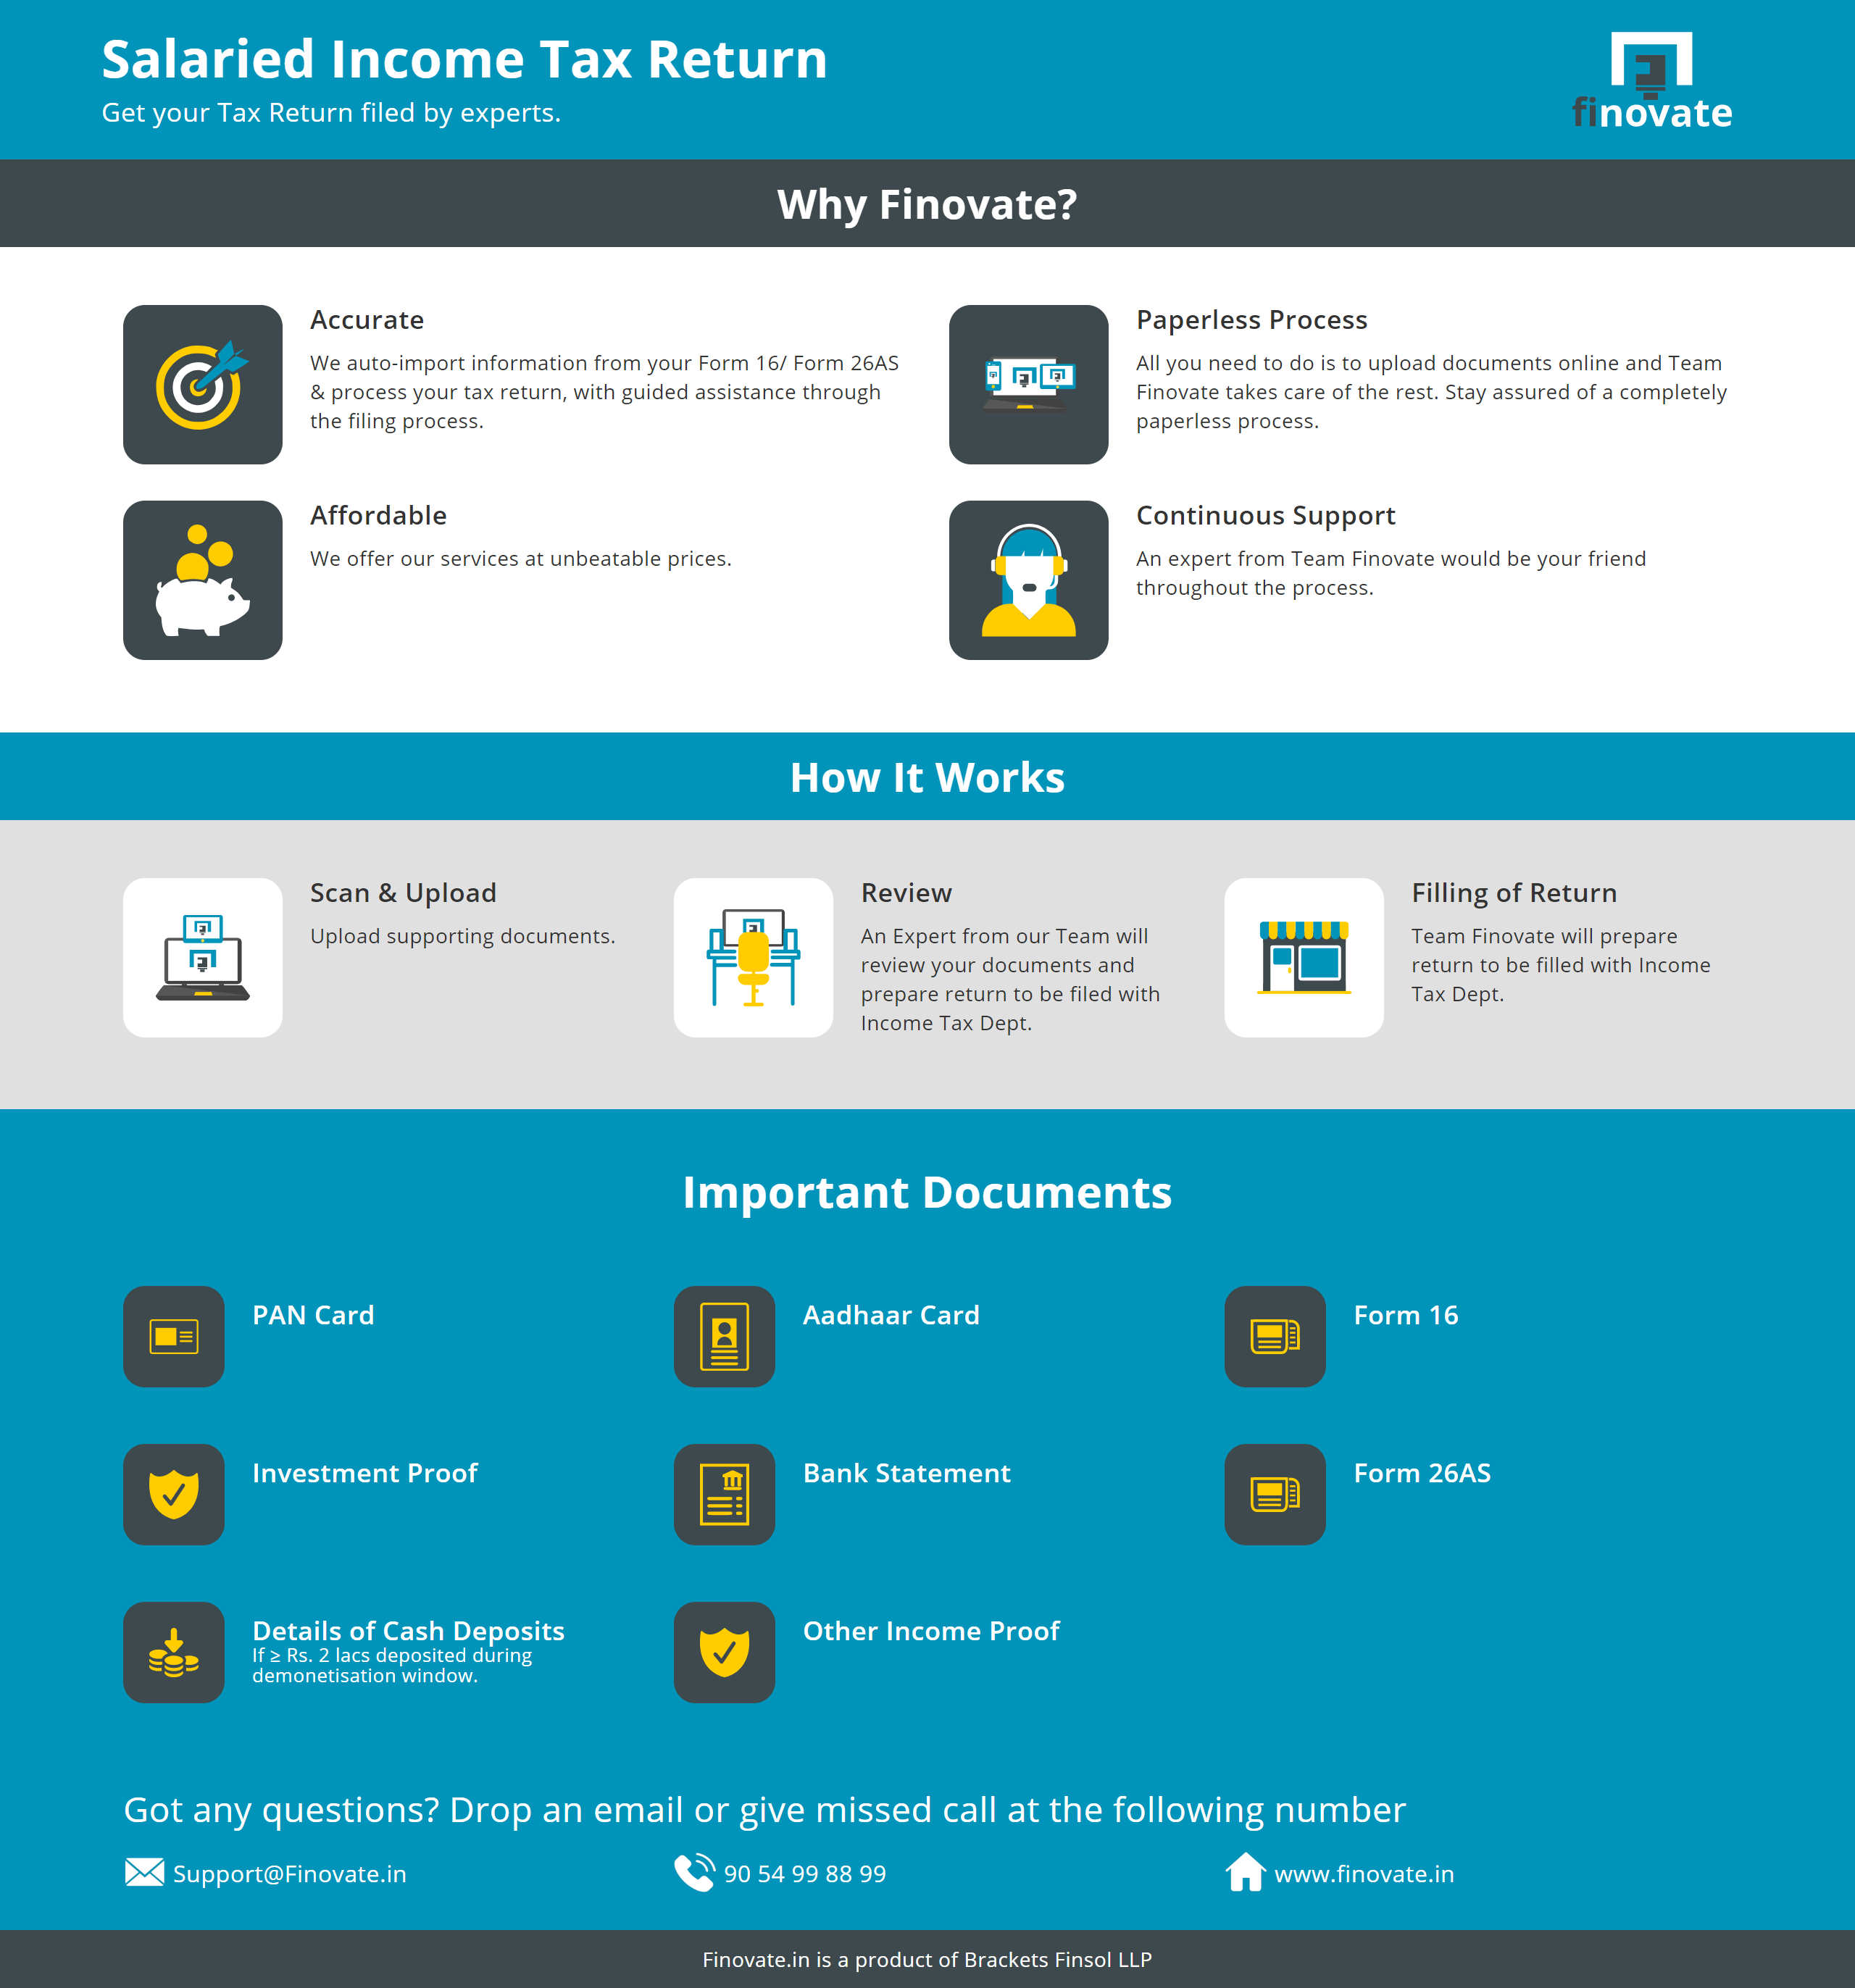 Salaried Income Tax Return
Get your Tax Return filed by experts.
finovate
Why Finovate?
Accurate
We auto-import information from your Form 16/ Form 26AS
& process your tax return, with guided assistance through
the filing process.
Paperless Process
All you need to do is to upload documents online and Team
Finovate takes care of the rest. Stay assured of a completely
paperless process.
Affordable
We offer our services at unbeatable prices.
Continuous Support
An expert from Team Finovate would be your friend
throughout the process.
How It Works
Scan & Upload
Upload supporting documents.
Review
An Expert from our Team will
review your documents and
prepare return to be filed with
Income Tax Dept.
Filling of Return
Team Finovate will prepare
return to be filled with Income
Tax Dept.
Important Documents
PAN Card
Aadhaar Card
Form 16
Investment Proof
Bank Statement
Form 26AS
Details of Cash Deposits
If ≥ Rs. 2 lacs deposited during
demonetisation window.
Other Income Proof
Got any questions? Drop an email or give missed call at the following number
Support@Finovate.in
90 54 99 88 99
www.finovate.in
Finovate.in is a product of Brackets Finsol LLP